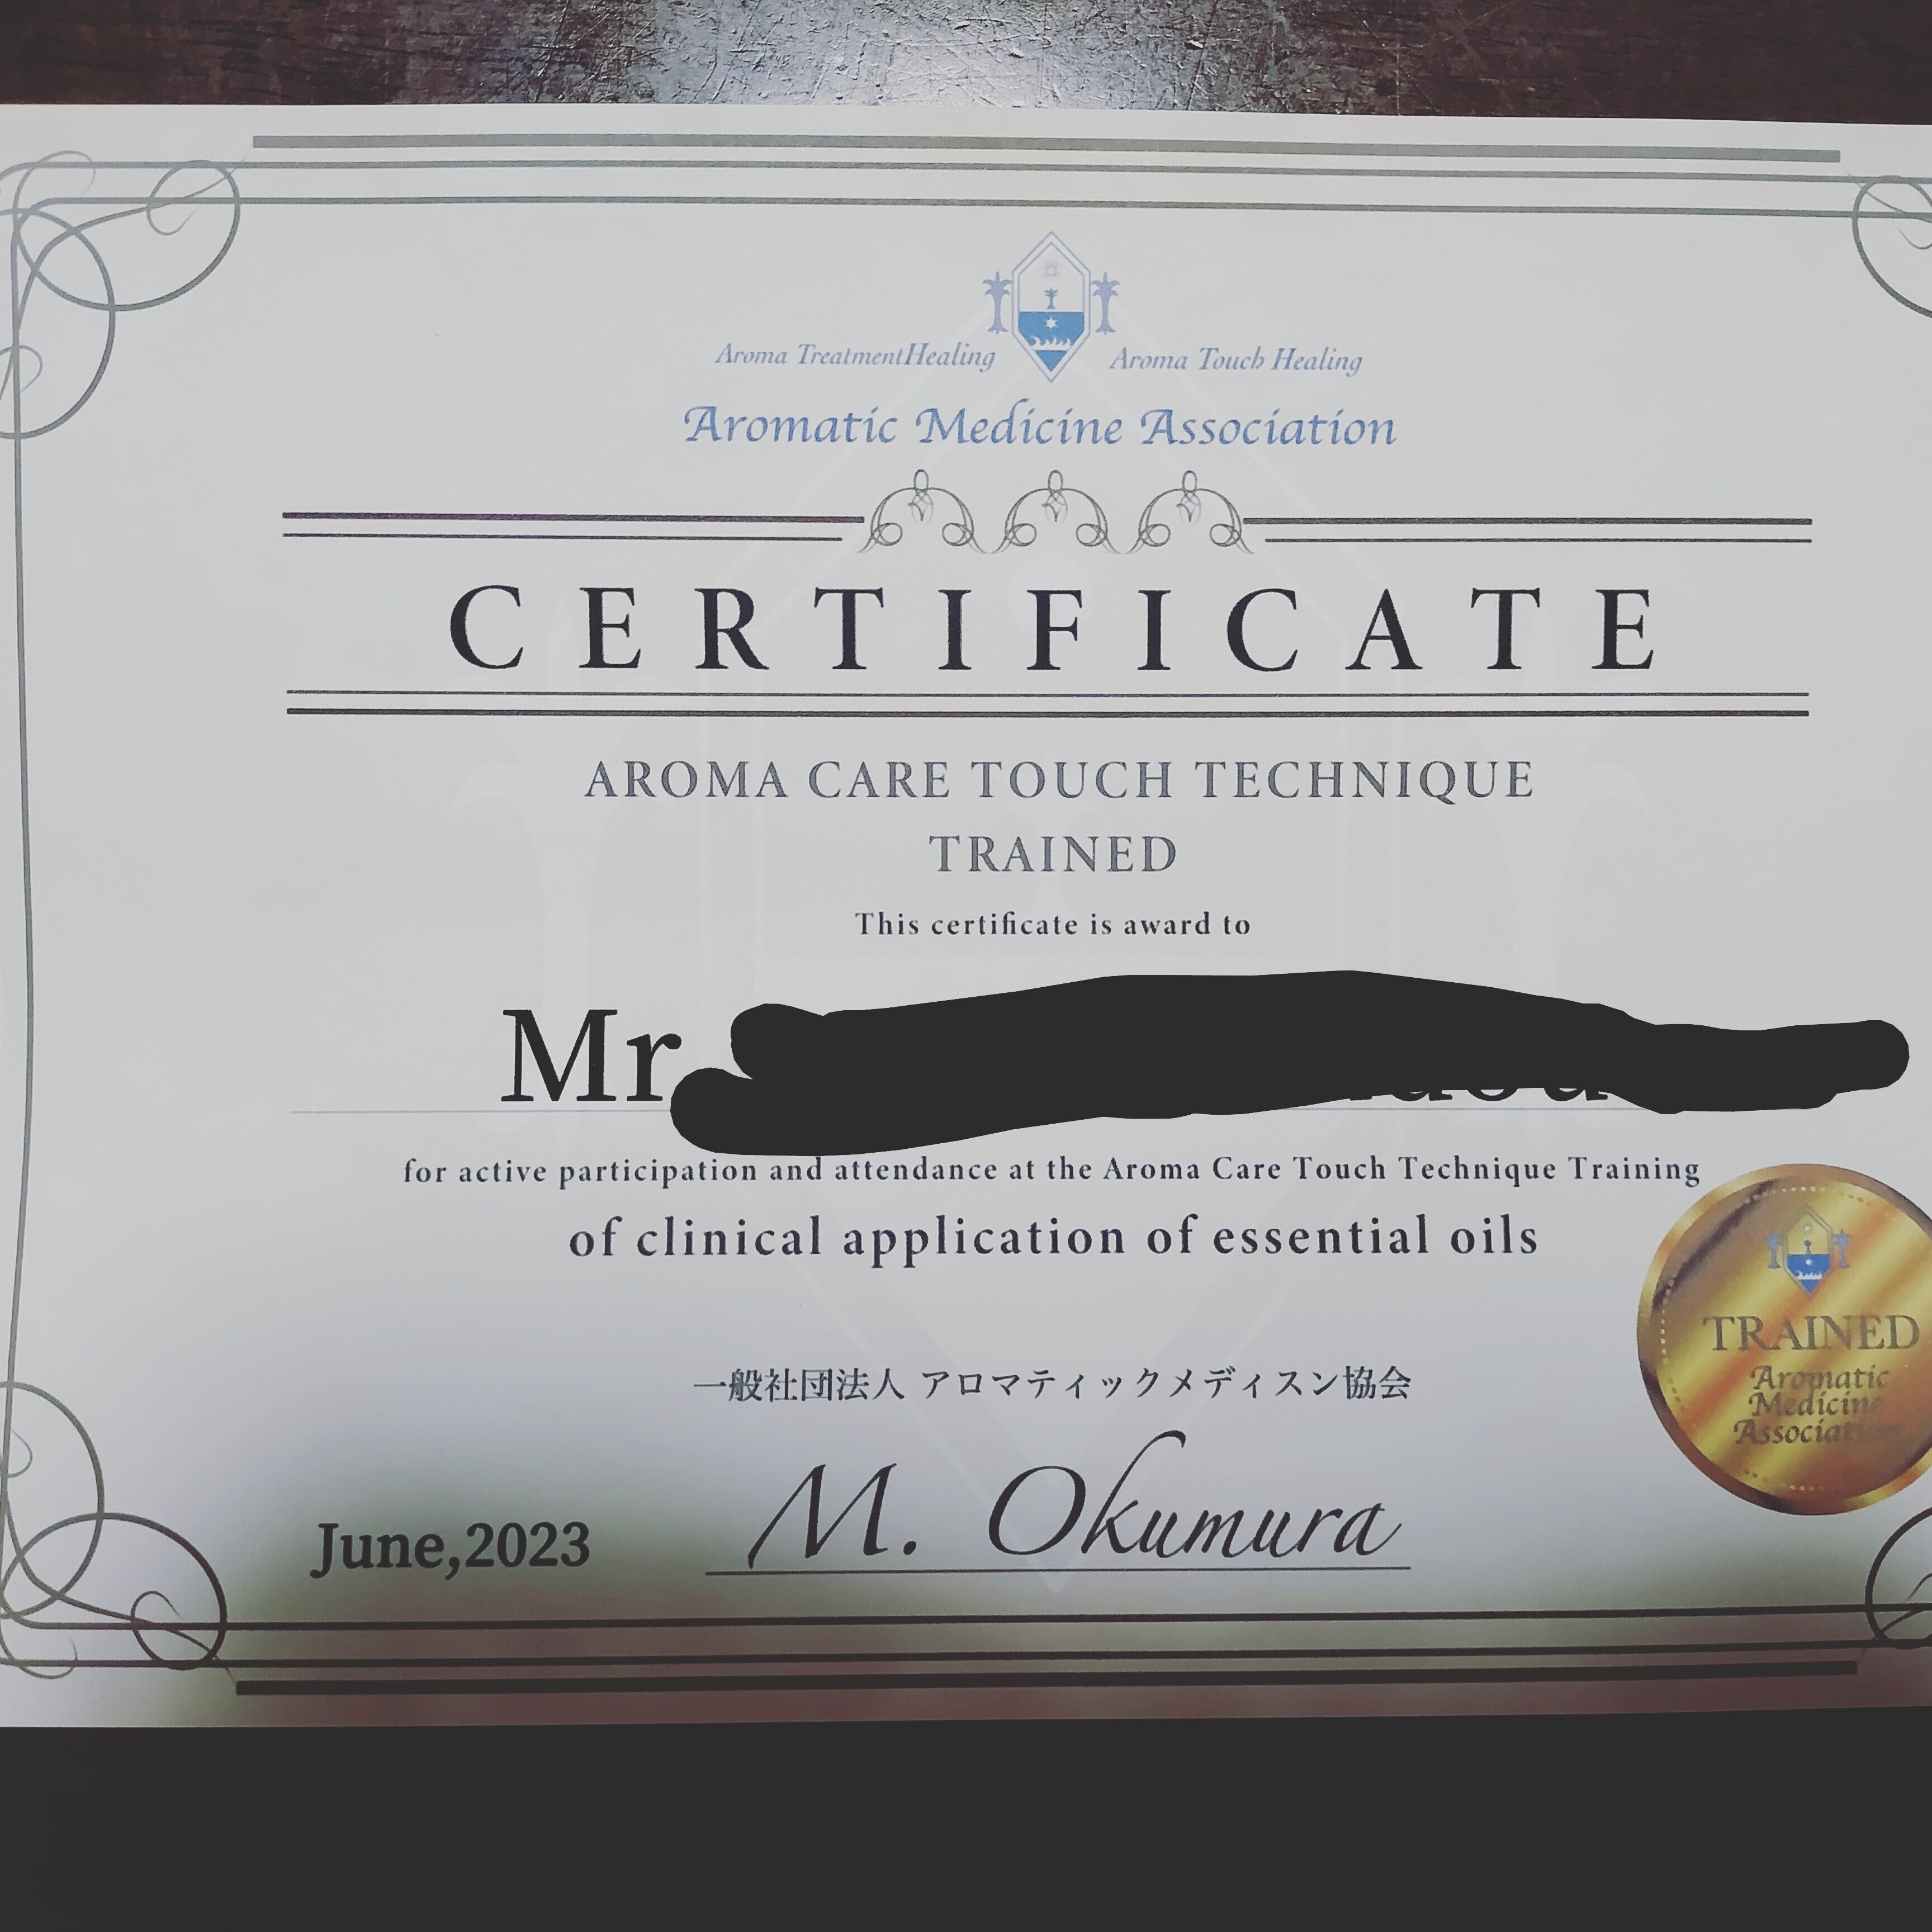 Aroma TreatmentHealing Aroma Touch Healing
Aromatic Medicine Association
CERTIFICATE
AROMA CARE TOUCH TECHNIQUE
TRAINED
This certificate is award to
Mr
for active participation and attendance at the Aroma Care Touch Technique Training
of clinical application of essential oils
一般社団法人 アロマティックメディスン協会
June,2023
M. Okumura
TRAINED
Aromatic
Medicine
Association